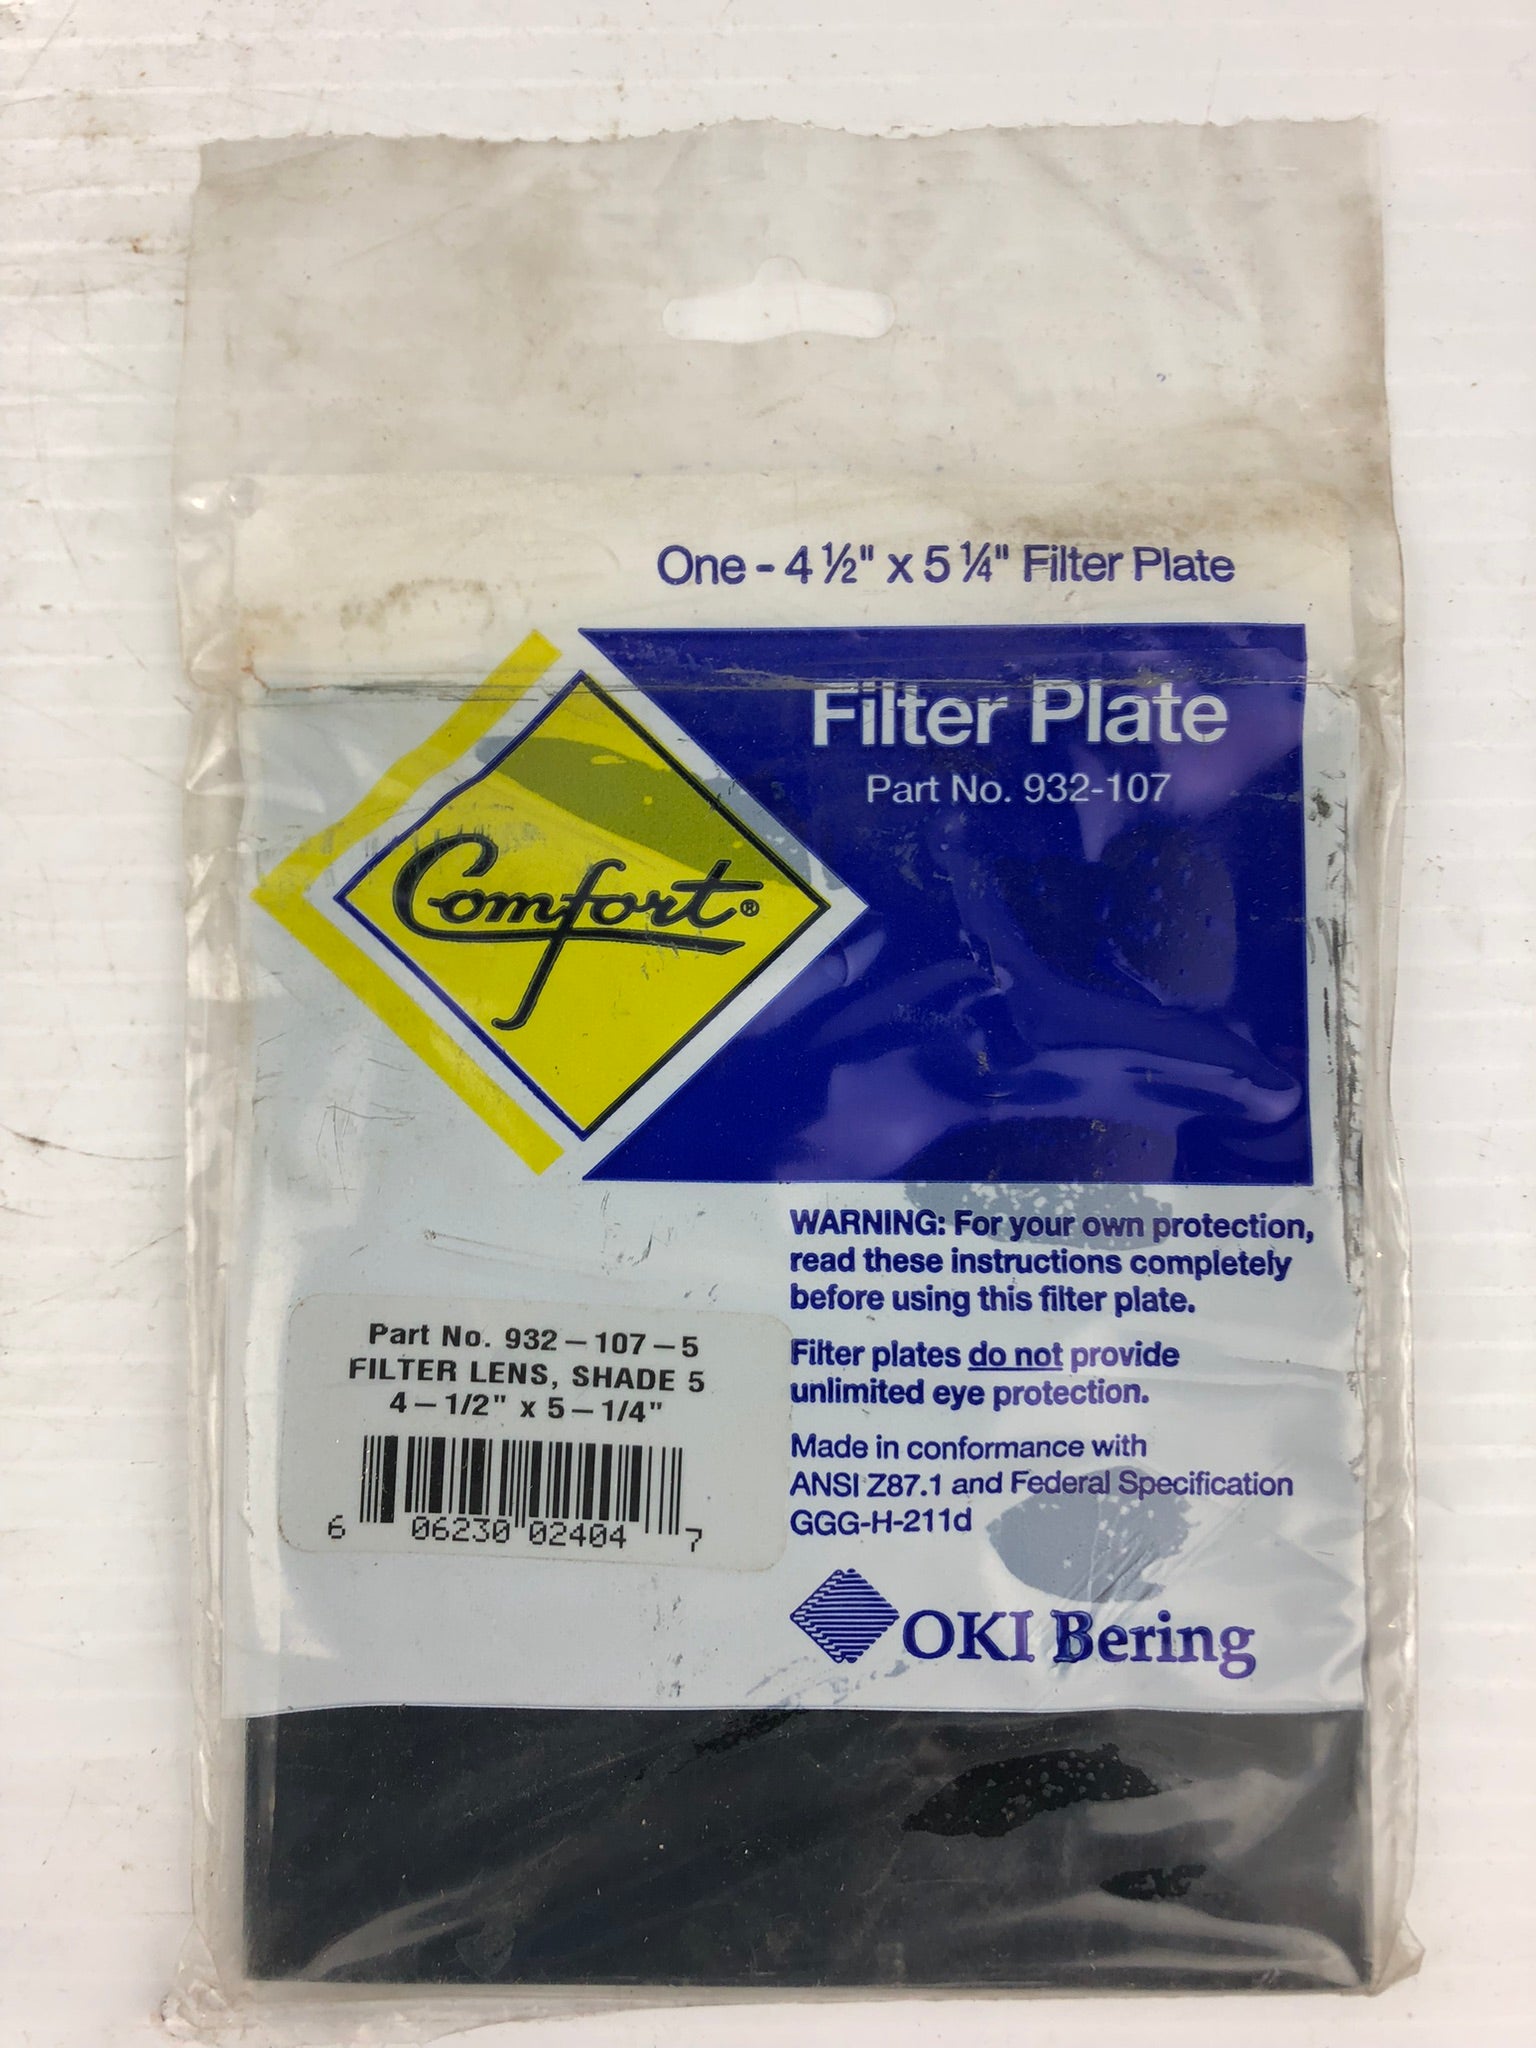 One - 4 ½" x 5 ¼" Filter Plate
Filter Plate
Part No. 932-107
Comfort®
WARNING: For your own protection,
read these instructions completely
before using this filter plate.
Filter plates do not provide
unlimited eye protection.
Made in conformance with
ANSI Z87.1 and Federal Specification
GGG-H-211d
OKI Bering
Part No. 932-107-5
FILTER LENS, SHADE 5
4-1/2" x 5-1/4"
6 06230 02404 7